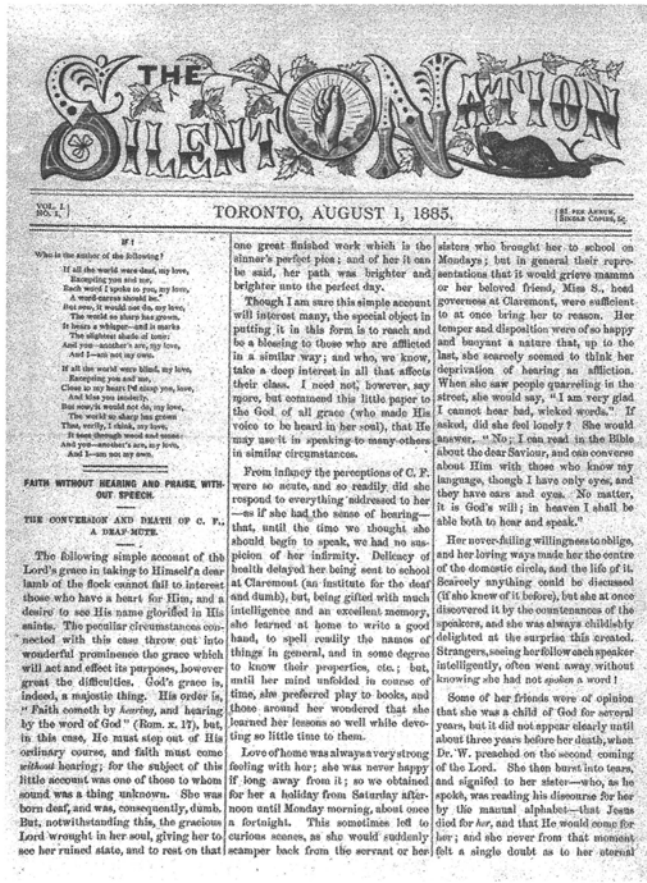 THE
SILENT NATION
VOL. I.
NO. 1.
TORONTO, AUGUST 1, 1885.
$1. PER ANNUM.
SINGLE COPIES, 5c.
IF!
Who is the author of the following?
If all the world were deaf, my love,
Excepting you and me,
Each word I spoke to you, my love,
A word-caress should be.
But now, it would not do, my love,
The world so sharp has grown,
It hears a whisper—and it marks
The slightest shade of tone:
And you—another's are, my love,
And I—am not my own.
If all the world were blind, my love,
Excepting you and me,
Close to my heart I'd clasp you, love,
And kiss you tenderly.
But now, it would not do, my love,
The world so sharp has grown
That, verily, I think, my love,
It sees through wood and stone:
And you—another's are, my love,
And I—am not my own.
FAITH WITHOUT HEARING AND PRAISE, WITH-
OUT SPEECH.
THE CONVERSION AND DEATH OF C. F.,
A DEAF-MUTE.
The following simple account of the
Lord's grace in taking to Himself a dear
lamb of the flock cannot fail to interest
those who have a heart for Him, and a
desire to see His name glorified in His
saints. The peculiar circumstances con-
nected with this case throw out into
wonderful prominence the grace which
will act and effect its purposes, however
great the difficulties. God's grace is,
indeed, a majestic thing. His order is,
"Faith cometh by hearing, and hearing
by the word of God" (Rom. x. 17), but,
in this case, He must step out of His
ordinary course, and faith must come
without hearing; for the subject of this
little account was one of those to whom
sound was a thing unknown. She was
born deaf, and was, consequently, dumb.
But, notwithstanding this, the gracious
Lord wrought in her soul, giving her to
see her ruined state, and to rest on that
one great finished work which is the
sinner's perfect plea; and of her it can
be said, her path was brighter and
brighter unto the perfect day.
Though I am sure this simple account
will interest many, the special object in
putting it in this form is to reach and
be a blessing to those who are afflicted
in a similar way; and who, we know,
take a deep interest in all that affects
their class. I need not, however, say
more, but commend this little paper to
the God of all grace (who made His
voice to be heard in her soul), that He
may use it in speaking to many others
in similar circumstances.
From infancy the perceptions of C. F.
were so acute, and so readily did she
respond to everything addressed to her
—as if she had the sense of hearing—
that, until the time we thought she
should begin to speak, we had no sus-
picion of her infirmity. Delicacy of
health delayed her being sent to school
at Claremont (an institute for the deaf
and dumb), but, being gifted with much
intelligence and an excellent memory,
she learned at home to write a good
hand, to spell readily the names of
things in general, and in some degree
to know their properties, etc.; but,
until her mind unfolded in course of
time, she preferred play to books, and
those around her wondered that she
learned her lessons so well while devo-
ting so little time to them.
Love of home was always a very strong
feeling with her; she was never happy
if long away from it; so we obtained
for her a holiday from Saturday after-
noon until Monday morning, about once
a fortnight. This sometimes led to
curious scenes, as she would suddenly
scamper back from the servant or her
sisters who brought her to school on
Mondays; but in general their repre-
sentations that it would grieve mamma
or her beloved friend, Miss S., head
governess at Claremont, were sufficient
to at once bring her to reason. Her
temper and disposition were of so happy
and buoyant a nature that, up to the
last, she scarcely seemed to think her
deprivation of hearing an affliction.
When she saw people quarreling in the
street, she would say, "I am very glad
I cannot hear bad, wicked words." If
asked, did she feel lonely? She would
answer, "No; I can read in the Bible
about the dear Saviour, and can converse
about Him with those who know my
language, though I have only eyes, and
they have ears and eyes. No matter,
it is God's will; in heaven I shall be
able both to hear and speak."
Her never-failing willingness to oblige,
and her loving ways made her the centre
of the domestic circle, and the life of it.
Scarcely anything could be discussed
(if she knew of it before), but she at once
discovered it by the countenances of the
speakers, and she was always childishly
delighted at the surprise this created.
Strangers, seeing her follow each speaker
intelligently, often went away without
knowing she had not spoken a word!
Some of her friends were of opinion
that she was a child of God for several
years, but it did not appear clearly until
about three years before her death, when
Dr. W. preached on the second coming
of the Lord. She then burst into tears,
and signifed to her sister—who, as he
spoke, was reading his discourse for her
by the manual alphabet—that Jesus
died for her, and that He would come for
her; and she never from that moment
felt a single doubt as to her eternal